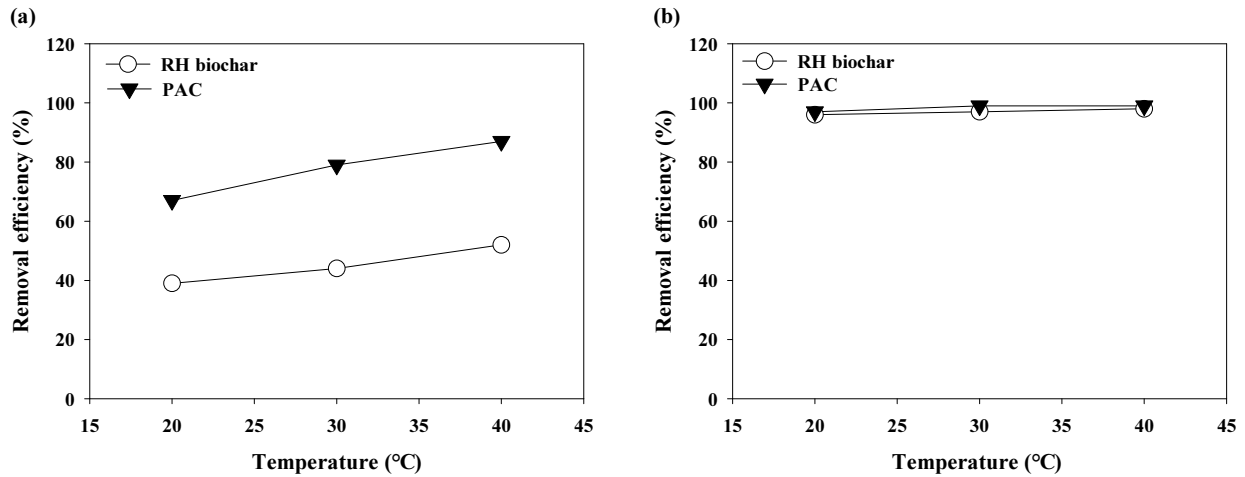 (a)
120
100
80
60
40
20
0
Removal efficiency (%)
RH biochar
PAC
15 20 25 30 35 40 45
Temperature (°C)
(b)
120
100
80
60
40
20
0
Removal efficiency (%)
RH biochar
PAC
15 20 25 30 35 40 45
Temperature (°C)